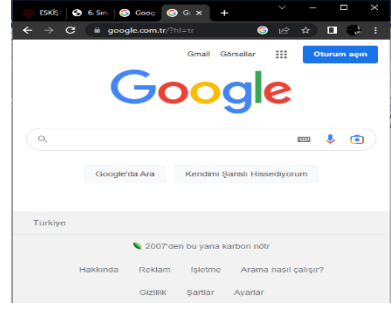 ESKİŞ 6. Sın Goog G
google.com.tr/?hl=tr
Gmail Görseller Oturum açın
Google
Google'da Ara Kendimi Şanslı Hissediyorum
Türkiye
2007'den bu yana karbon nötr
Hakkında Reklam İşletme Arama nasıl çalışır?
Gizlilik Şartlar Ayarlar